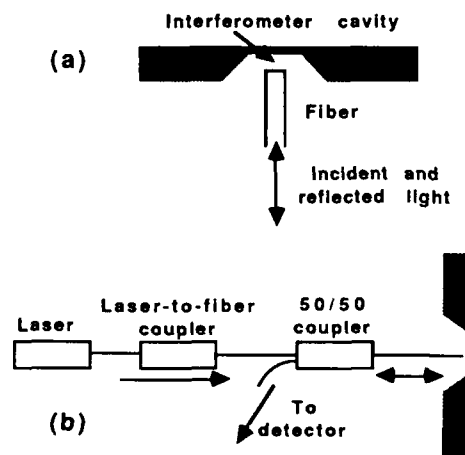 Interferometer cavity
(a)
Fiber
Incident and
reflected light
Laser-to-fiber
coupler
50/50
coupler
Laser
To
detector
(b)